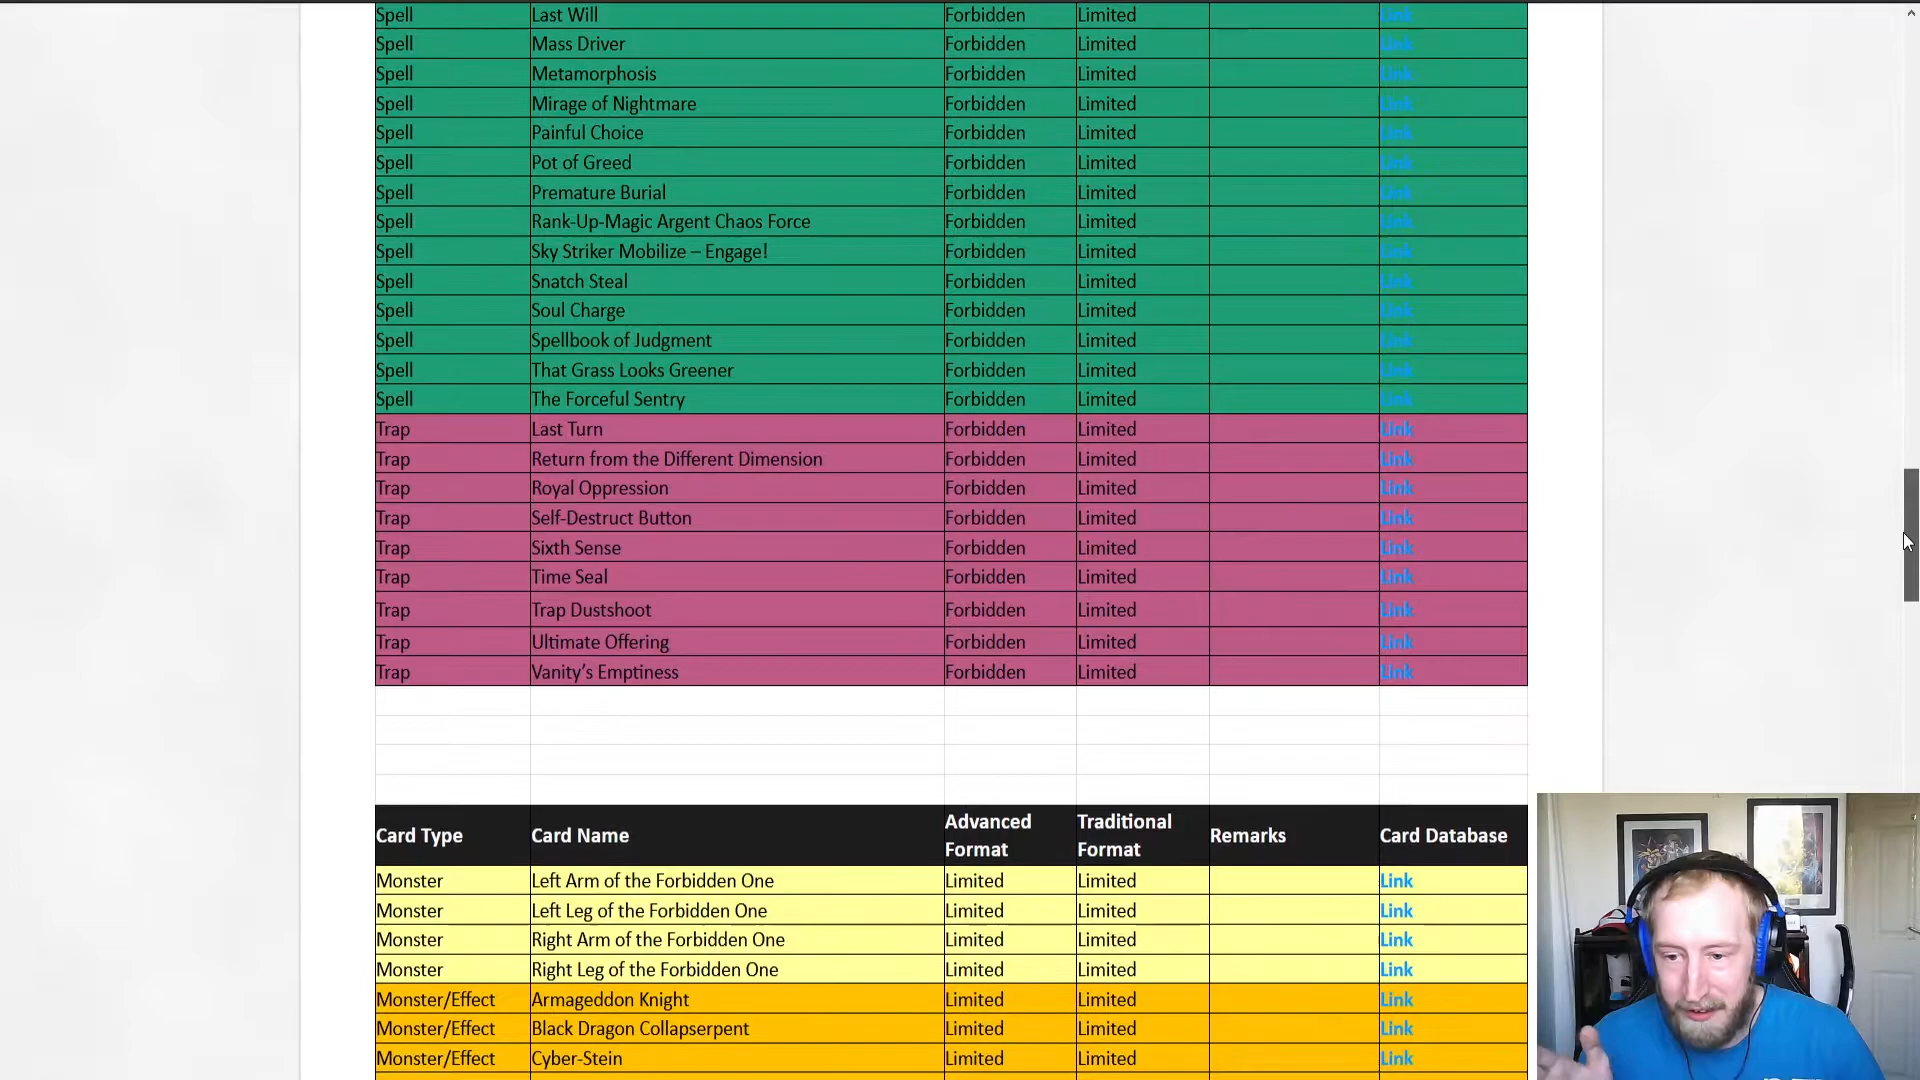 Spell Last Will Forbidden Limited Link
Spell Mass Driver Forbidden Limited Link
Spell Metamorphosis Forbidden Limited Link
Spell Mirage of Nightmare Forbidden Limited Link
Spell Painful Choice Forbidden Limited Link
Spell Pot of Greed Forbidden Limited Link
Spell Premature Burial Forbidden Limited Link
Spell Rank-Up-Magic Argent Chaos Force Forbidden Limited Link
Spell Sky Striker Mobilize – Engage! Forbidden Limited Link
Spell Snatch Steal Forbidden Limited Link
Spell Soul Charge Forbidden Limited Link
Spell Spellbook of Judgment Forbidden Limited Link
Spell That Grass Looks Greener Forbidden Limited Link
Spell The Forceful Sentry Forbidden Limited Link
Trap Last Turn Forbidden Limited Link
Trap Return from the Different Dimension Forbidden Limited Link
Trap Royal Oppression Forbidden Limited Link
Trap Self-Destruct Button Forbidden Limited Link
Trap Sixth Sense Forbidden Limited Link
Trap Time Seal Forbidden Limited Link
Trap Trap Dustshoot Forbidden Limited Link
Trap Ultimate Offering Forbidden Limited Link
Trap Vanity’s Emptiness Forbidden Limited Link
Card Type Card Name Advanced Format Traditional Format Remarks Card Database
Monster Left Arm of the Forbidden One Limited Limited Link
Monster Left Leg of the Forbidden One Limited Limited Link
Monster Right Arm of the Forbidden One Limited Limited Link
Monster Right Leg of the Forbidden One Limited Limited Link
Monster/Effect Armageddon Knight Limited Limited Link
Monster/Effect Black Dragon Collapserpent Limited Limited Link
Monster/Effect Cyber-Stein Limited Limited Link